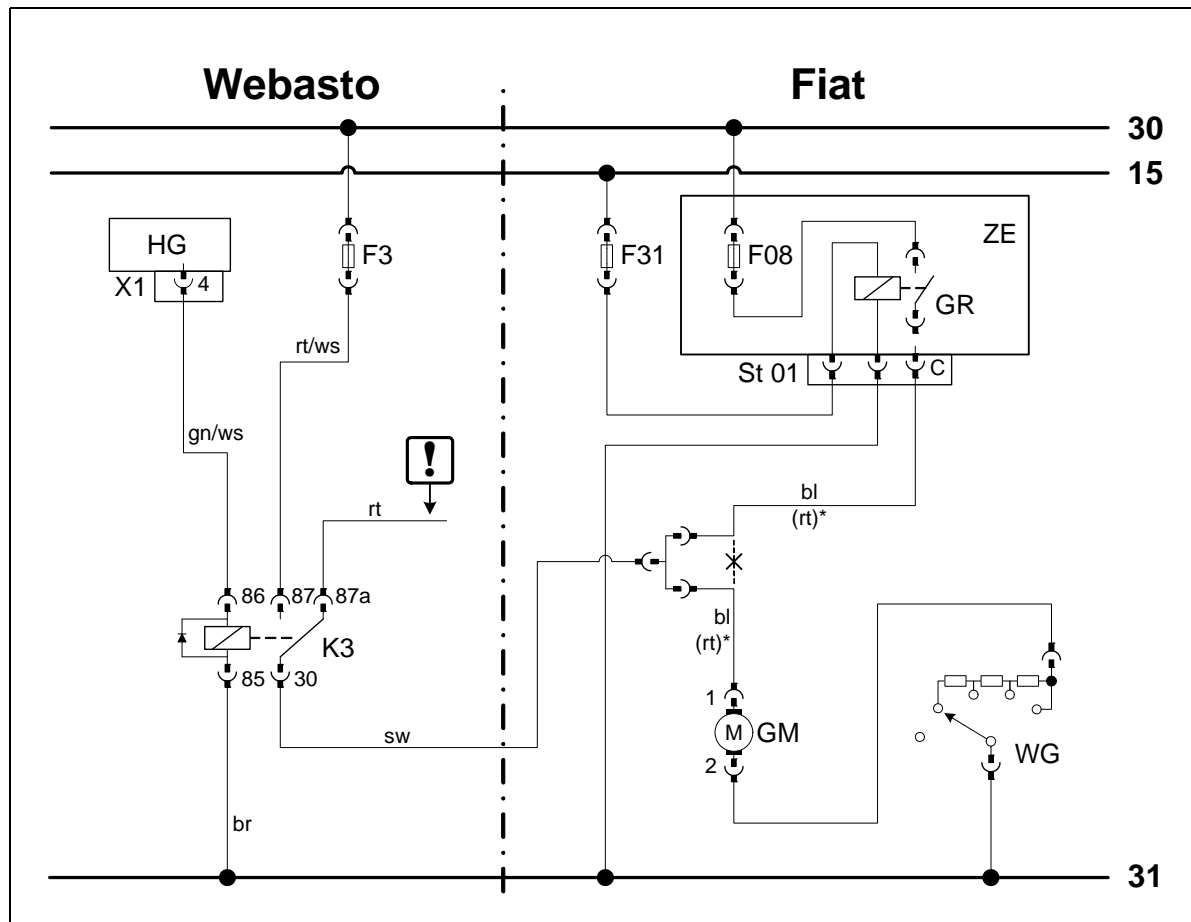 Webasto Fiat
30
15
HG
F3 F31 F08 ZE
X1 4
GR
rt/ws
St 01 C
gn/ws
!
rt bl
(rt)*
86 87 87a
bl
(rt)*
K3
85 30
1
sw M GM
WG
2
br
31